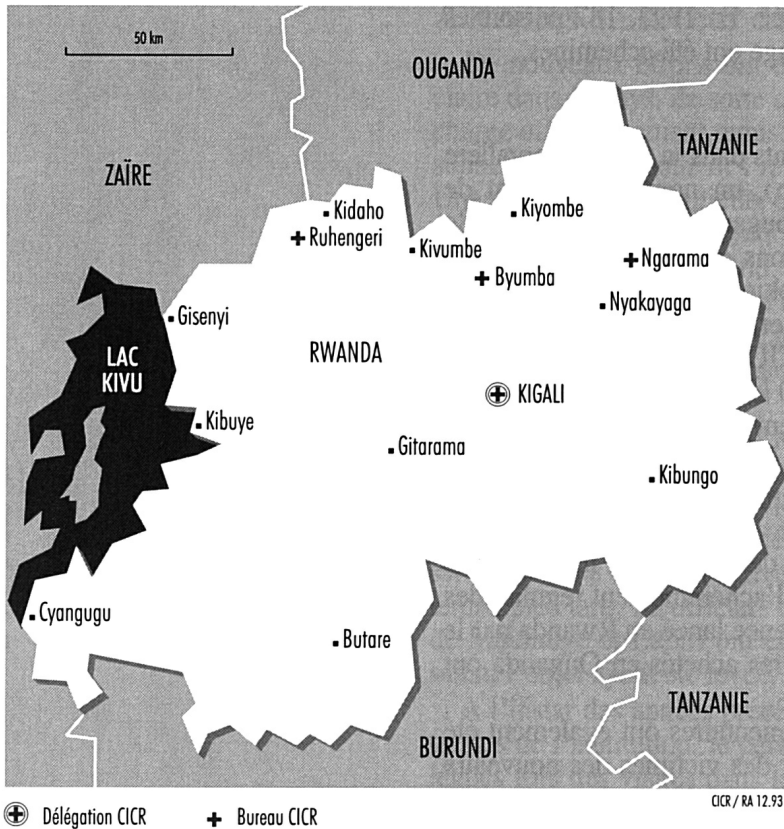 50 km
OUGANDA
TANZANIE
ZAÏRE
Kidaho
Kiyombe
Ruhengeri
Kivumbe
Ngarama
Byumba
Nyakayaga
Gisenyi
LAC
KIVU
RWANDA
KIGALI
Kibuye
Gitarama
Kibungo
Cyangugu
Butare
TANZANIE
BURUNDI
CICR / RA 12.93
Délégation CICR
Bureau CICR